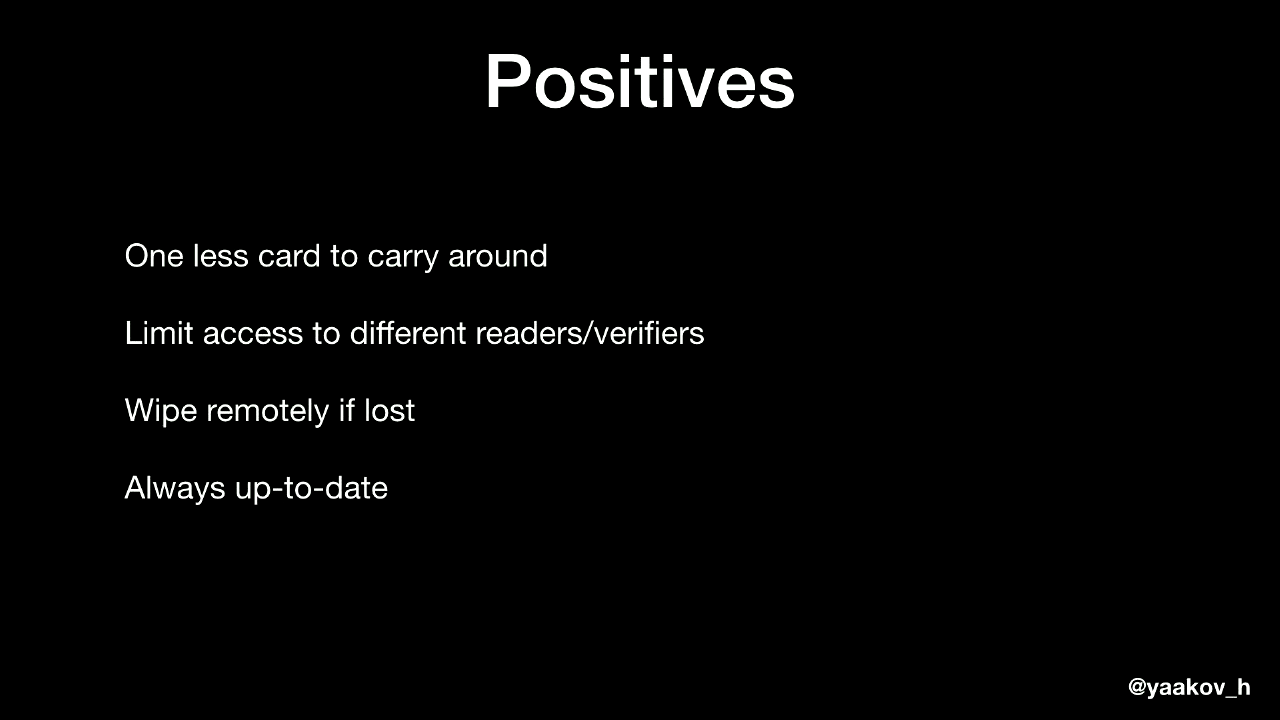 Positives
One less card to carry around
Limit access to different readers/verifiers
Wipe remotely if lost
Always up-to-date
@yaakov_h